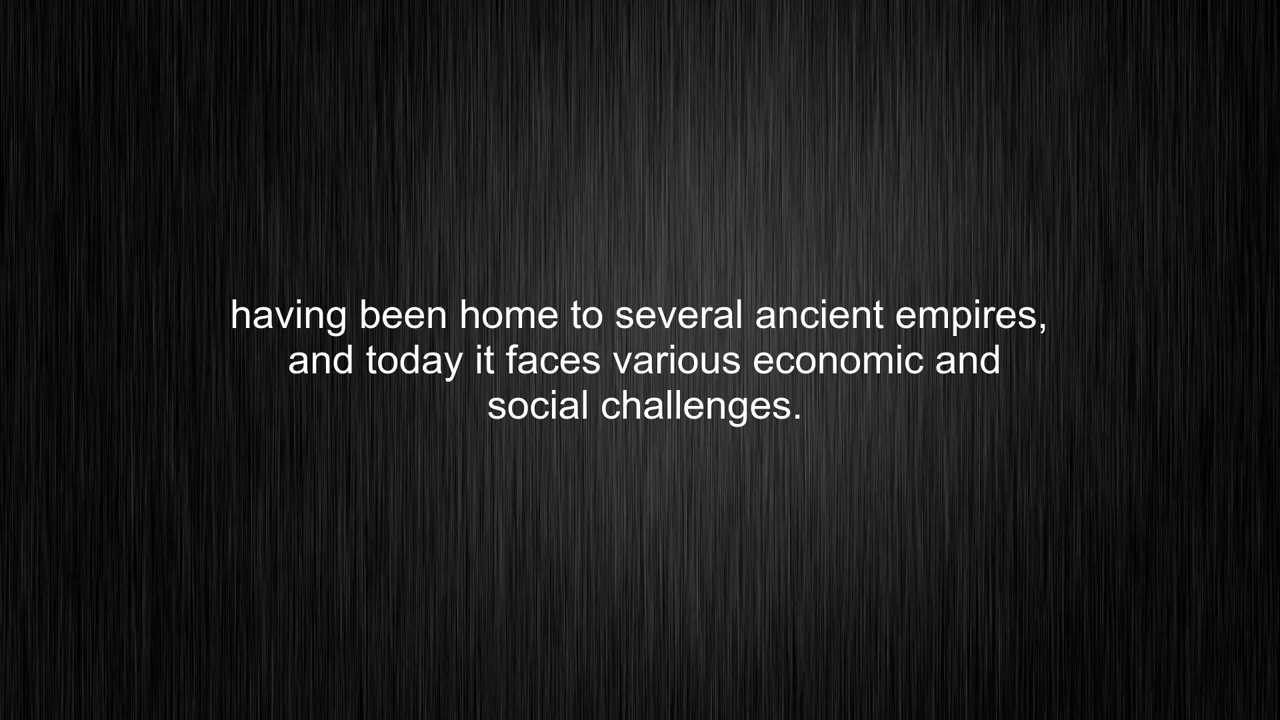 having been home to several ancient empires,
and today it faces various economic and
social challenges.